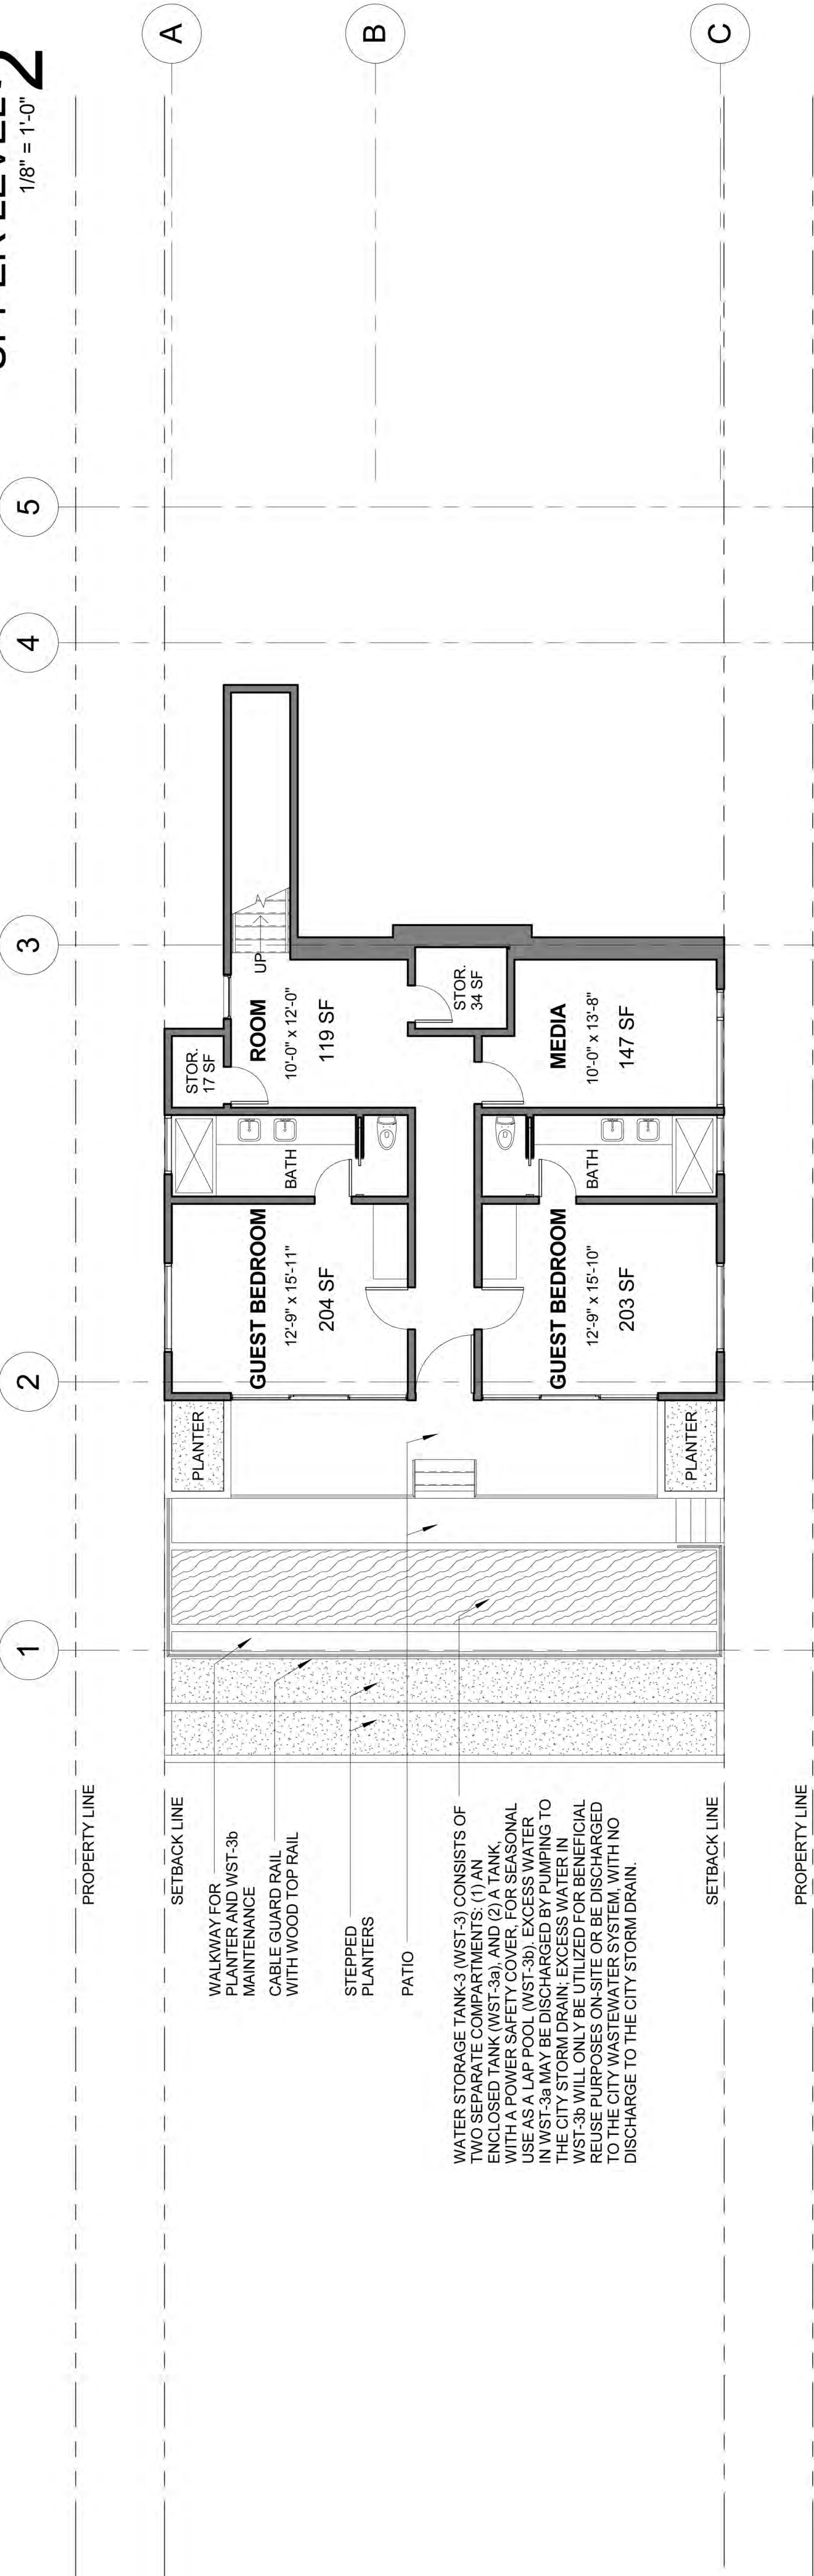 2
1/8" = 1'-0"
A
B
C
5
4
3
2
1
STOR.
17 SF
ROOM
10'-0" x 12'-0"
119 SF
UP
STOR.
34 SF
MEDIA
10'-0" x 13'-8"
147 SF
BATH
BATH
GUEST BEDROOM
12'-9" x 15'-11"
204 SF
GUEST BEDROOM
12'-9" x 15'-10"
203 SF
PLANTER
PLANTER
PROPERTY LINE
SETBACK LINE
WALKWAY FOR
PLANTER AND WST-3b
MAINTENANCE
CABLE GUARD RAIL
WITH WOOD TOP RAIL
STEPPED
PLANTERS
PATIO
WATER STORAGE TANK-3 (WST-3) CONSISTS OF
TWO SEPARATE COMPARTMENTS: (1) AN
ENCLOSED TANK (WST-3a), AND (2) A TANK,
WITH A POWER SAFETY COVER, FOR SEASONAL
USE AS A LAP POOL (WST-3b), EXCESS WATER
IN WST-3a MAY BE DISCHARGED BY PUMPING TO
THE CITY STORM DRAIN; EXCESS WATER IN
WST-3b WILL ONLY BE UTILIZED FOR BENEFICIAL
REUSE PURPOSES ON-SITE OR BE DISCHARGED
TO THE CITY WASTEWATER SYSTEM, WITH NO
DISCHARGE TO THE CITY STORM DRAIN.
SETBACK LINE
PROPERTY LINE